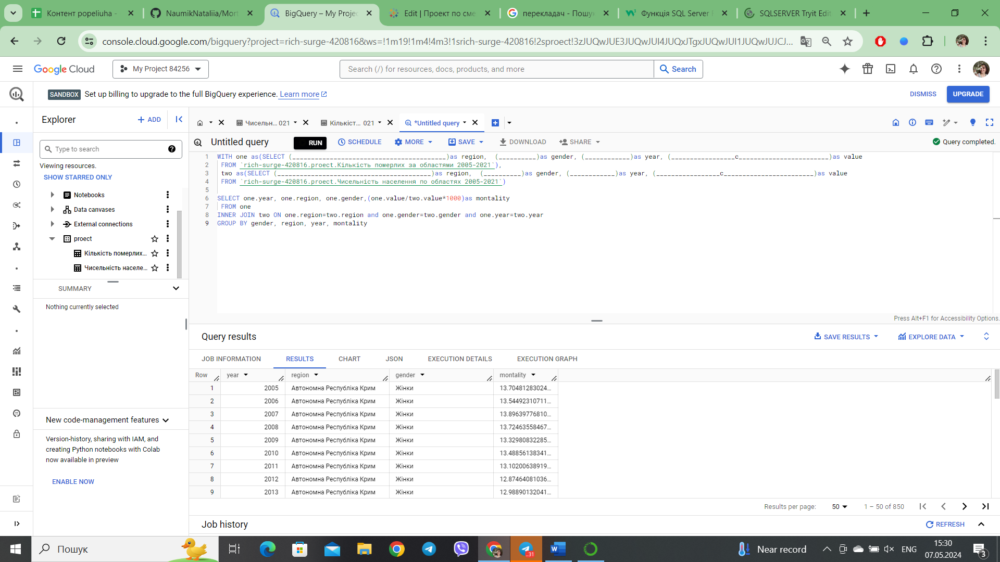 Контент popeliuha -
NaumikNataliia/Mort
BigQuery – My Projec
Edit | Проект по сме
перекладач - Пошук
Функція SQL Server
SQLSERVER Tryit Edit
console.cloud.google.com/bigquery?project=rich-surge-420816&ws=!1m19!1m4!4m3!1srich-surge-420816!2sproect!3zJUQwJUE3JUQwJUI4JUQxJTgxJUQwJUI1JUQwJUJCJ...
Google Cloud
My Project 84256
Search (/) for resources, docs, products, and more
Search
SANDBOX
Set up billing to upgrade to the full BigQuery experience. Learn more
DISMISS
UPGRADE
Explorer
+ ADD
Чисельн... 021
Кількіст... 021
*Untitled query
Type to search
Untitled query
RUN
SCHEDULE
MORE
SAVE
DOWNLOAD
SHARE
Query completed.
Viewing resources.
SHOW STARRED ONLY
Notebooks
Data canvases
External connections
proect
Кількість померлих...
Чисельність населе...
SUMMARY
Nothing currently selected
New code-management features
Version-history, sharing with IAM, and
creating Python notebooks with Colab
now available in preview
ENABLE NOW
1 WITH one as(SELECT (_________________________________________)as region, (__________)as gender, (____________)as year, (_________________c________________________)as value
2 FROM `rich-surge-420816.proect.Кількість померлих за областями 2005-2021`),
3 two as(SELECT (_________________________________________)as region, (__________)as gender, (____________)as year, (_________________c________________________)as value
4 FROM `rich-surge-420816.proect.Чисельність населення по областях 2005-2021`)
5
6 SELECT one.year, one.region, one.gender,(one.value/two.value*1000)as montality
7 FROM one
8 INNER JOIN two ON one.region=two.region and one.gender=two.gender and one.year=two.year
9 GROUP BY gender, region, year, montality
Press Alt+F1 for Accessibility Options.
Query results
SAVE RESULTS
EXPLORE DATA
JOB INFORMATION
RESULTS
CHART
JSON
EXECUTION DETAILS
EXECUTION GRAPH
Row year region gender montality
1 2005 Автономна Республіка Крим Жінки 13.70481283024...
2 2006 Автономна Республіка Крим Жінки 13.54492310711...
3 2007 Автономна Республіка Крим Жінки 13.89639776810...
4 2008 Автономна Республіка Крим Жінки 13.72463558467...
5 2009 Автономна Республіка Крим Жінки 13.32980832285...
6 2010 Автономна Республіка Крим Жінки 13.48856138341...
7 2011 Автономна Республіка Крим Жінки 13.10200638919...
8 2012 Автономна Республіка Крим Жінки 12.87464081036...
9 2013 Автономна Республіка Крим Жінки 12.98890132041...
Results per page: 50 1 – 50 of 850
Job history
REFRESH
Пошук
..31
Near record
ENG
15:30
07.05.2024
3